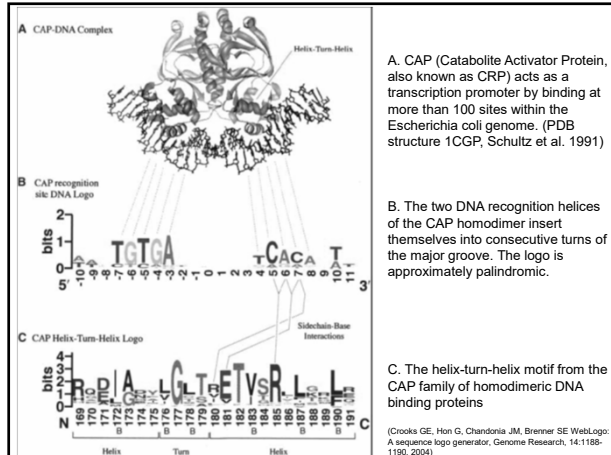 A CAP-DNA Complex
Helix-Turn-Helix
B CAP recognition
site DNA Logo
2
1
0
bits
TGTGA
TCACA T
-10 -9 -8 -7 -6 -5 -4 -3 -2 -1 0 1 2 3 4 5 6 7 8 9 10 11
5′ 3′
Sidechain-Base
Interactions
C CAP Helix-Turn-Helix Logo
4
3
2
1
0
bits
169 170 171 172 173 174 175 176 177 178 179 180 181 182 183 184 185 186 187 188 189 190 191
N C
B B B B B B
Helix Turn Helix
A. CAP (Catabolite Activator Protein,
also known as CRP) acts as a
transcription promoter by binding at
more than 100 sites within the
Escherichia coli genome. (PDB
structure 1CGP, Schultz et al. 1991)
B. The two DNA recognition helices
of the CAP homodimer insert
themselves into consecutive turns of
the major groove. The logo is
approximately palindromic.
C. The helix-turn-helix motif from the
CAP family of homodimeric DNA
binding proteins
(Crooks GE, Hon G, Chandonia JM, Brenner SE WebLogo:
A sequence logo generator, Genome Research, 14:1188-
1190, 2004)